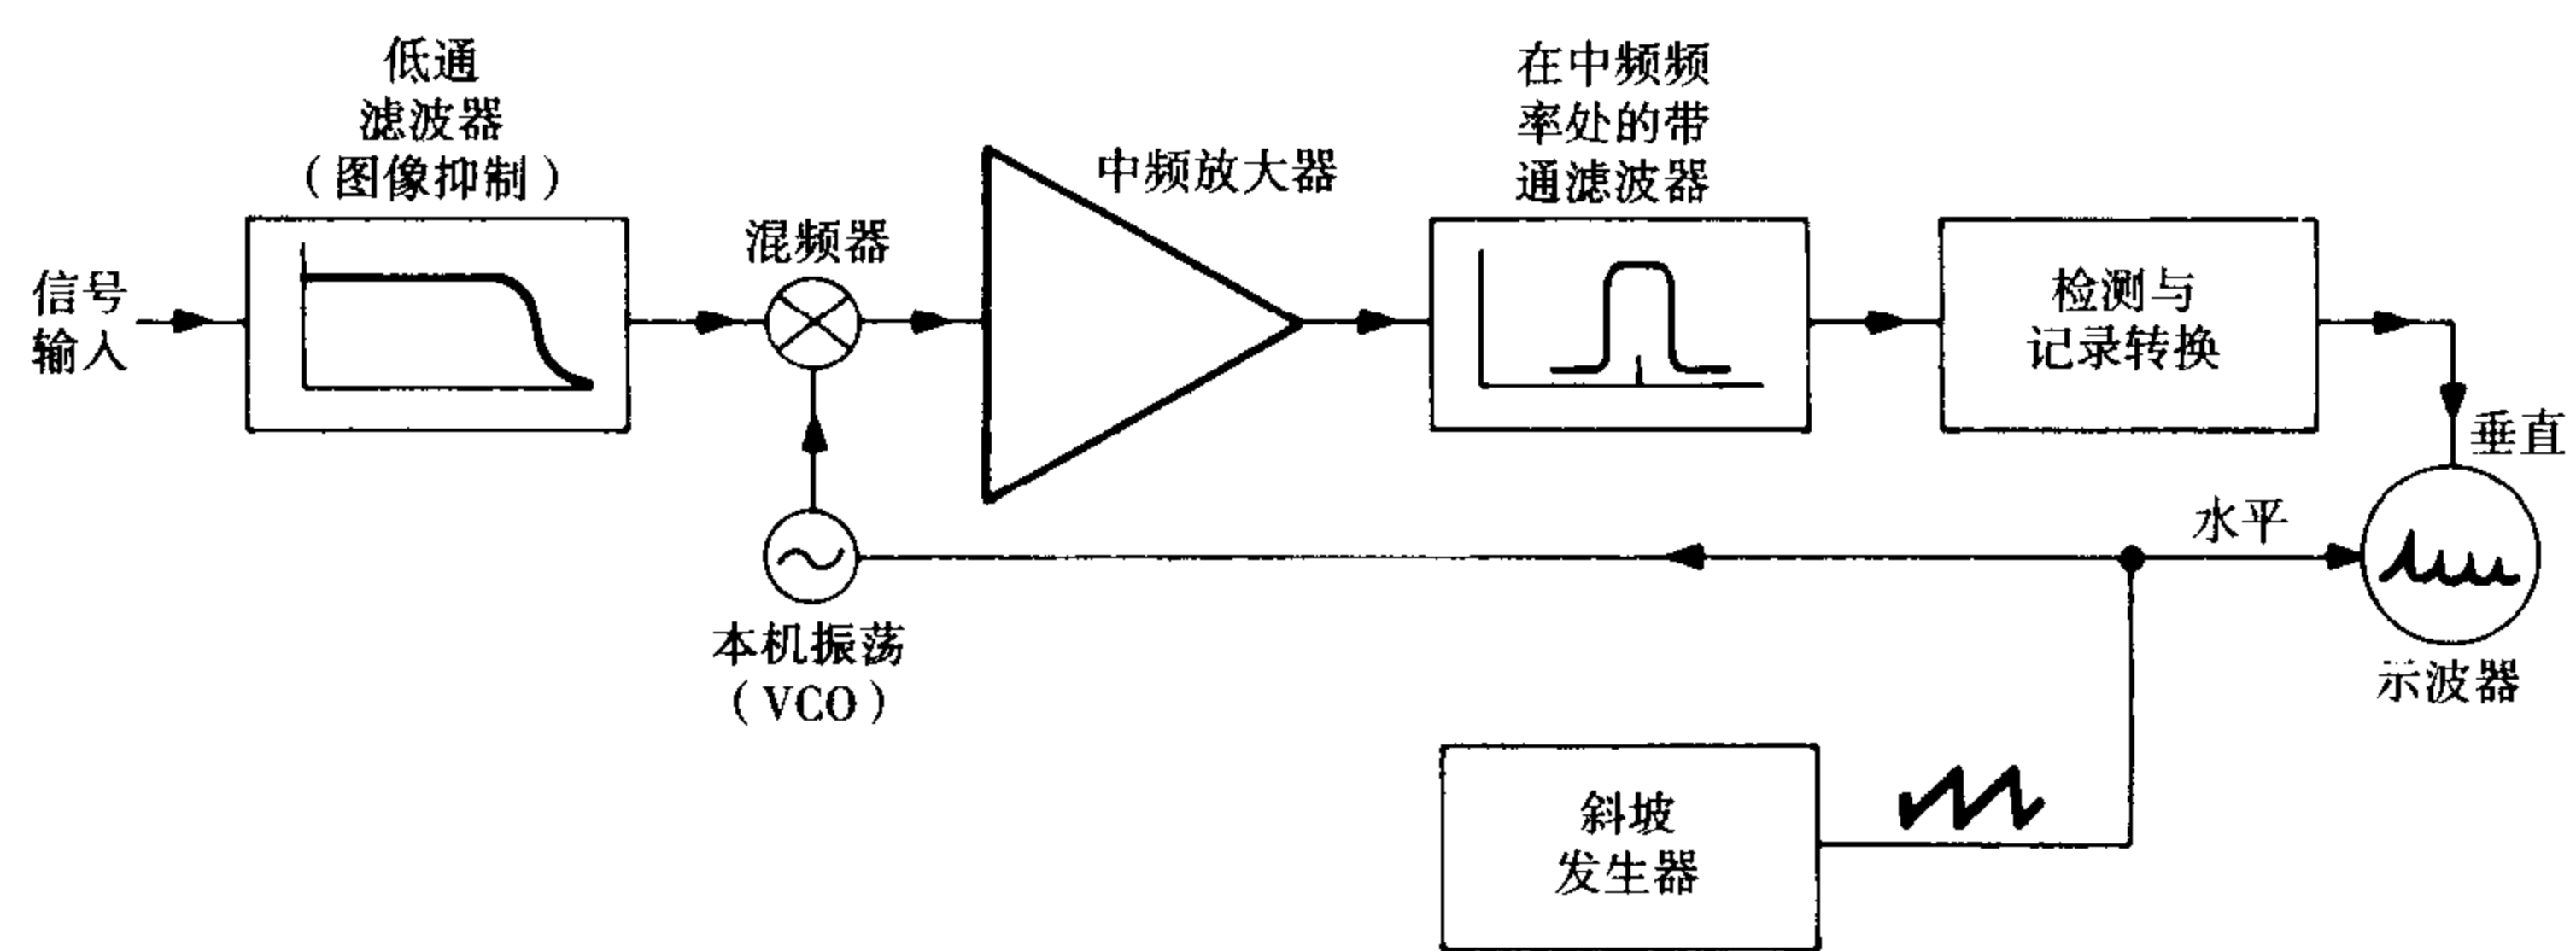 低通
滤波器
（图像抑制）
在中频频
率处的带
通滤波器
中频放大器
混频器
信号
输入
检测与
记录转换
垂直
水平
本机振荡
（VCO）
示波器
斜坡
发生器